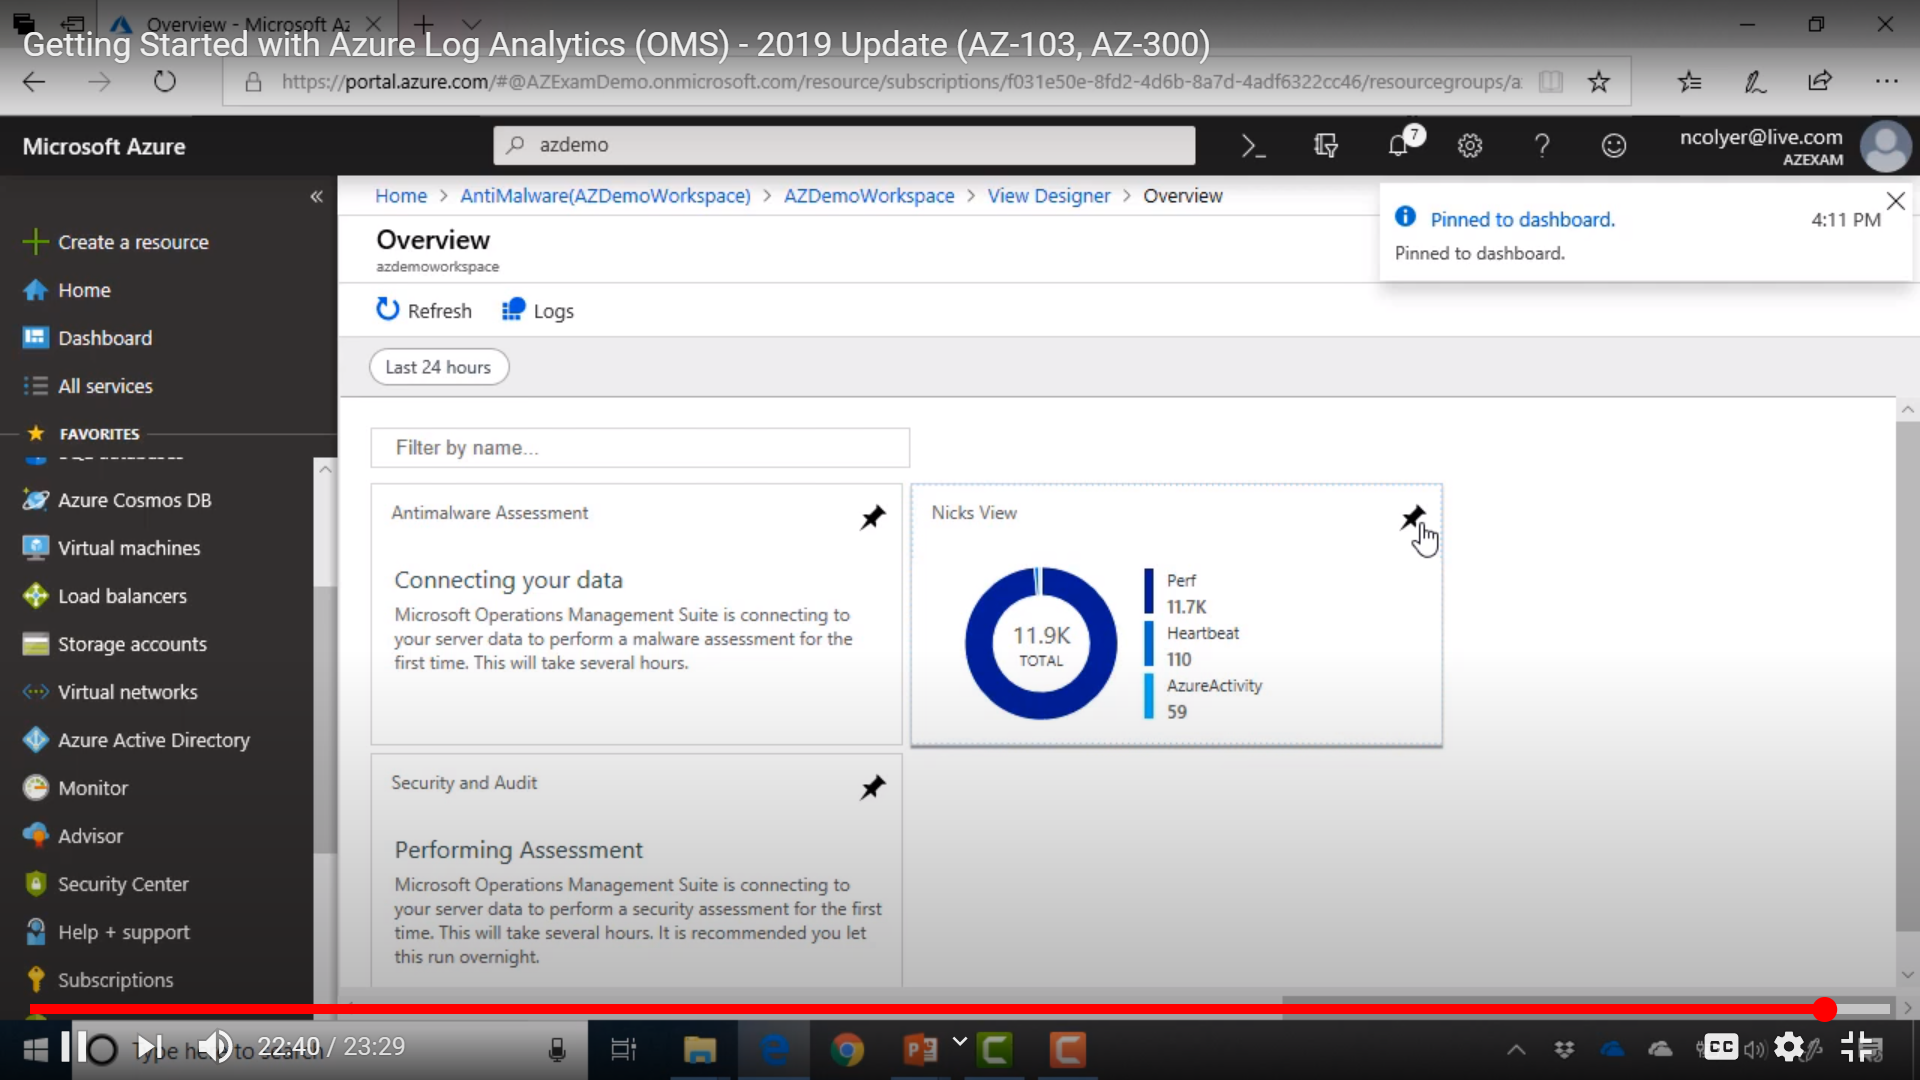 Overview - Microsoft Az
Getting Started with Azure Log Analytics (OMS) - 2019 Update (AZ-103, AZ-300)
https://portal.azure.com/#@AZExamDemo.onmicrosoft.com/resource/subscriptions/f031e50e-8fd2-4d6b-8a7d-4adf6322cc46/resourcegroups/a
Microsoft Azure
azdemo
7
ncolyer@live.com
AZEXAM
Home > AntiMalware(AZDemoWorkspace) > AZDemoWorkspace > View Designer > Overview
Pinned to dashboard.
4:11 PM
Pinned to dashboard.
Overview
azdemoworkspace
Refresh
Logs
Last 24 hours
Create a resource
Home
Dashboard
All services
FAVORITES
Azure Cosmos DB
Virtual machines
Load balancers
Storage accounts
Virtual networks
Azure Active Directory
Monitor
Advisor
Security Center
Help + support
Subscriptions
Filter by name...
Antimalware Assessment
Connecting your data
Microsoft Operations Management Suite is connecting to
your server data to perform a malware assessment for the
first time. This will take several hours.
Nicks View
11.9K
TOTAL
Perf
11.7K
Heartbeat
110
AzureActivity
59
Security and Audit
Performing Assessment
Microsoft Operations Management Suite is connecting to
your server data to perform a security assessment for the first
time. This will take several hours. It is recommended you let
this run overnight.
Type here to search
22:40 / 23:29
CC